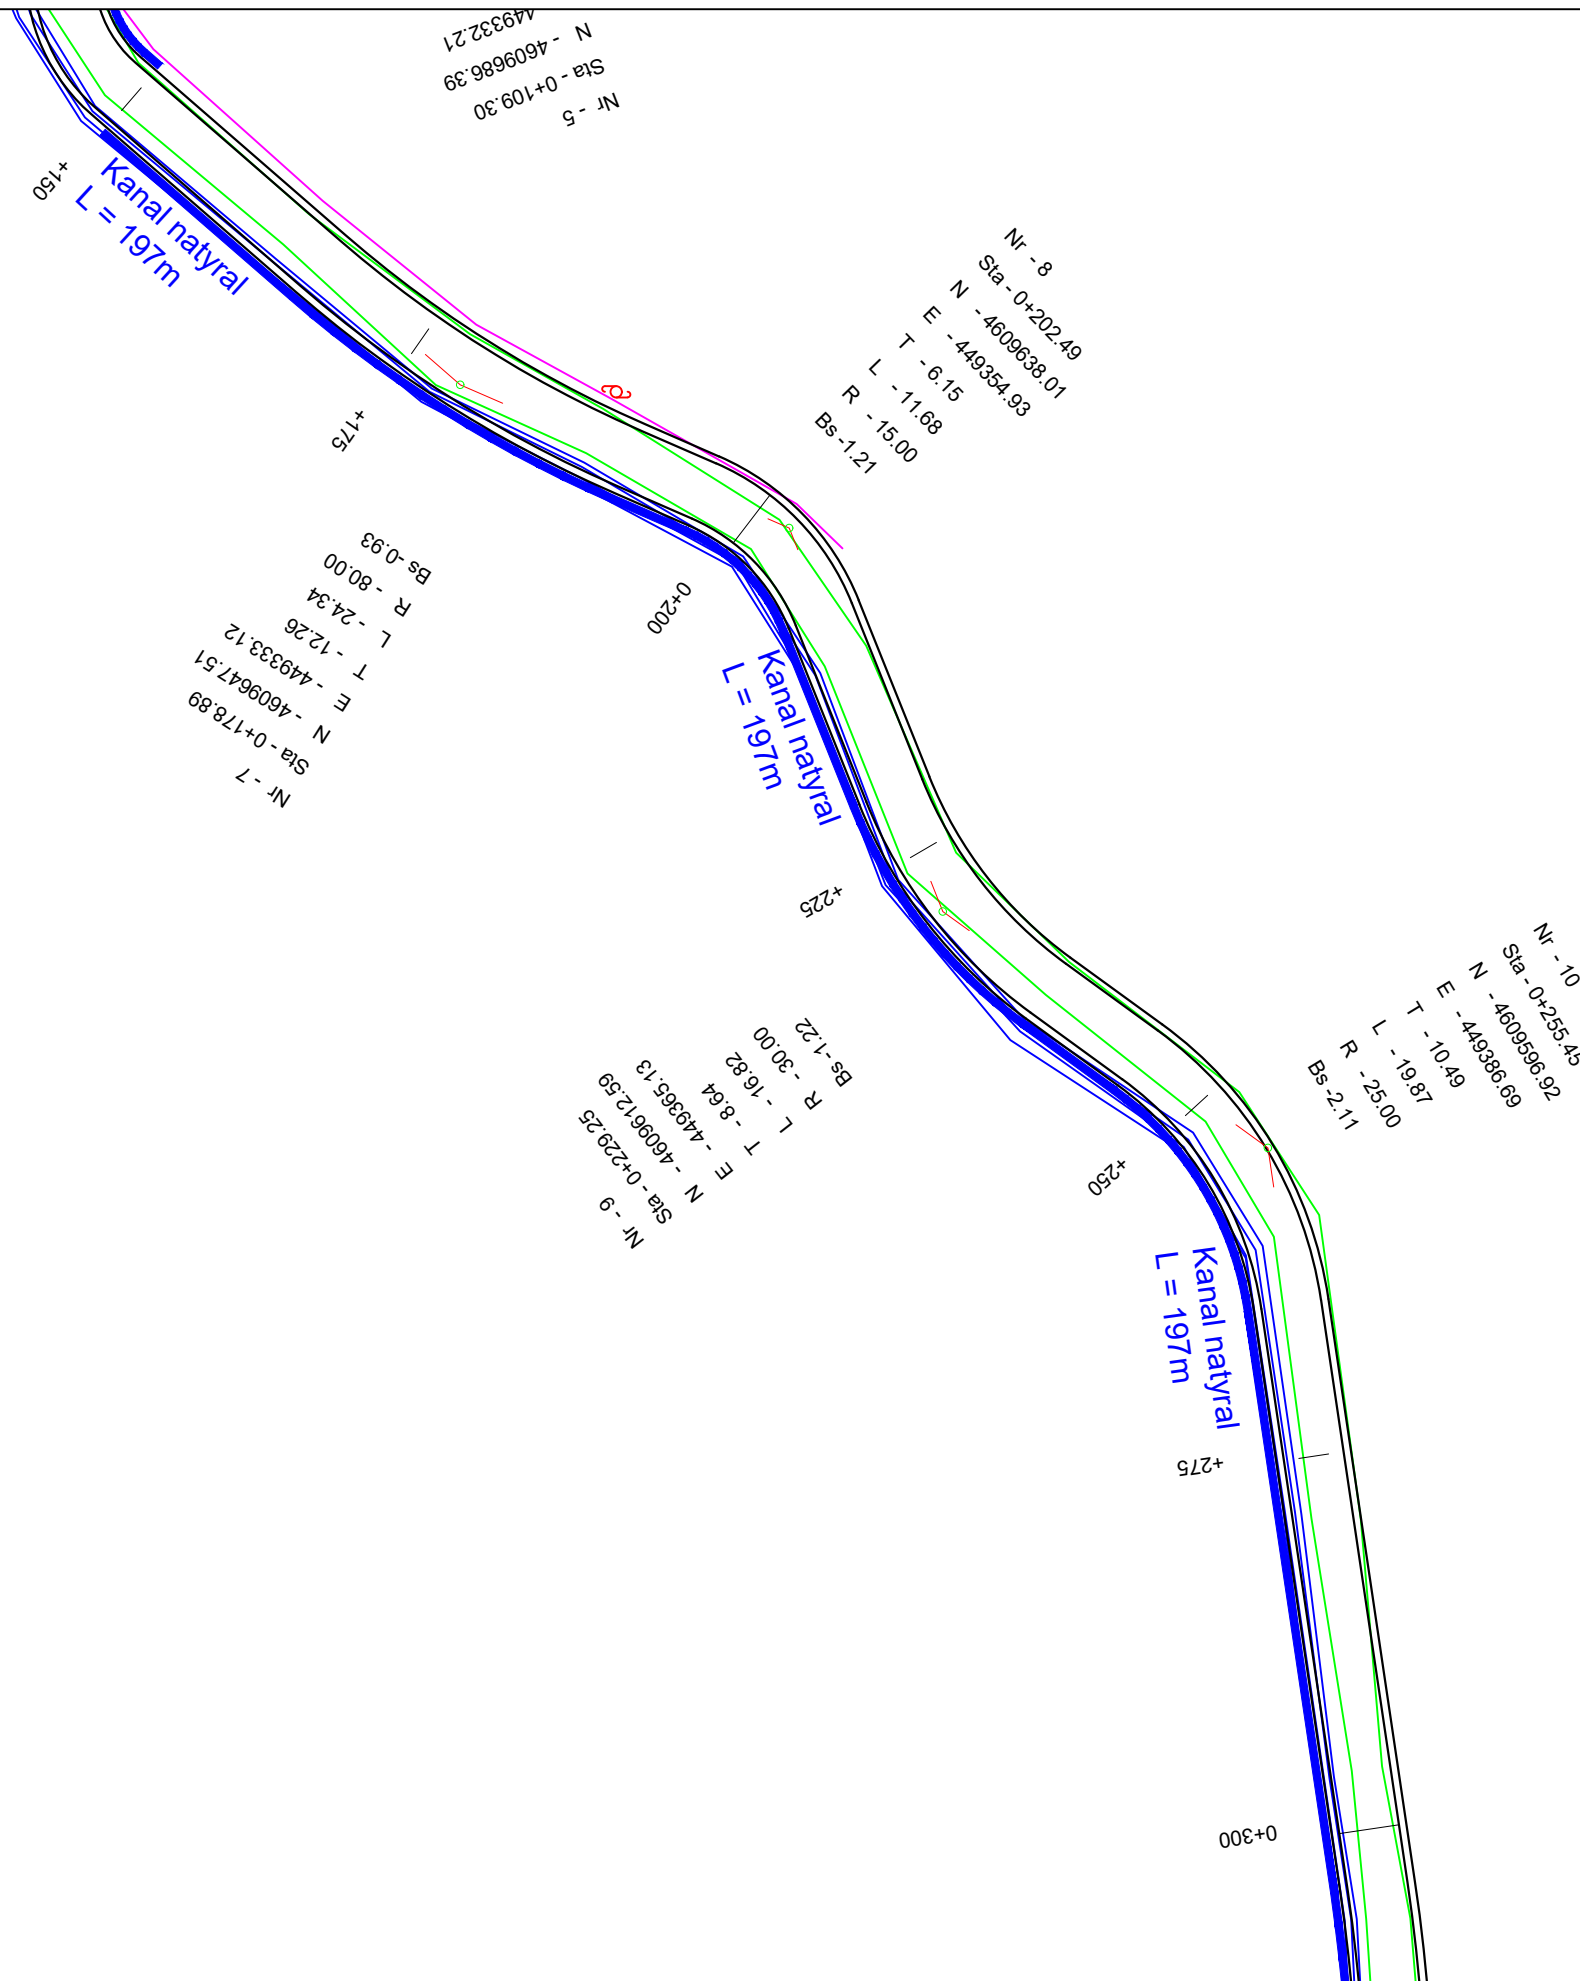 449332.21
N - 4609686.39
Sta - 0+109.30
Nr - 5
+150
Kanal natyral
L = 197m
Nr - 8
Sta - 0+202.49
N - 4609638.01
E - 449354.93
T - 6.15
L - 11.68
R - 15.00
Bs -1.21
+175
Nr - 7
Sta - 0+178.89
N - 4609647.51
E - 449333.12
T - 12.26
L - 24.34
R - 80.00
Bs -0.93
0+200
Kanal natyral
L = 197m
+225
Nr - 10
Sta - 0+255.45
N - 4609596.92
E - 449386.69
T - 10.49
L - 19.87
R - 25.00
Bs -2.11
Nr - 9
Sta - 0+229.25
N - 4609612.59
E - 449365.13
T - 8.64
L - 16.82
R - 30.00
Bs -1.22
+250
Kanal natyral
L = 197m
+275
0+300